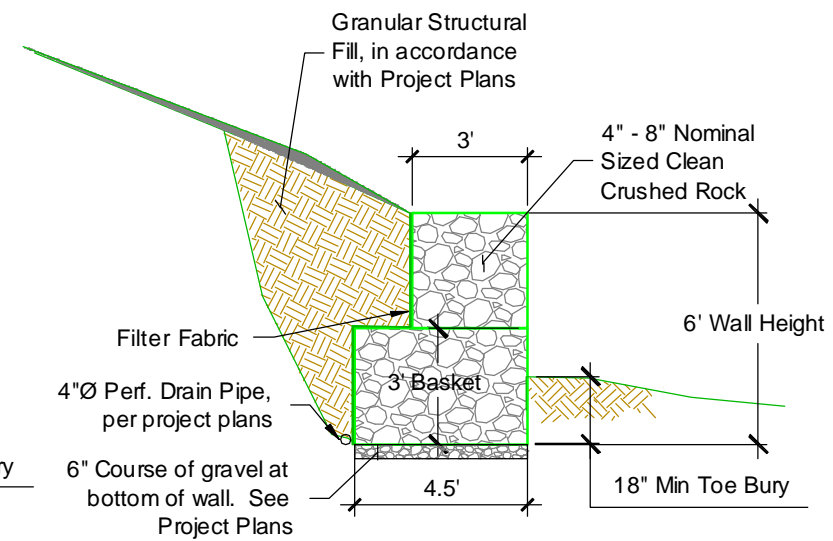 Granular Structural
Fill, in accordance
with Project Plans
3'
4" - 8" Nominal
Sized Clean
Crushed Rock
6' Wall Height
Filter Fabric
3' Basket
4"Ø Perf. Drain Pipe,
per project plans
ry
6" Course of gravel at
bottom of wall. See
Project Plans
4.5'
18" Min Toe Bury